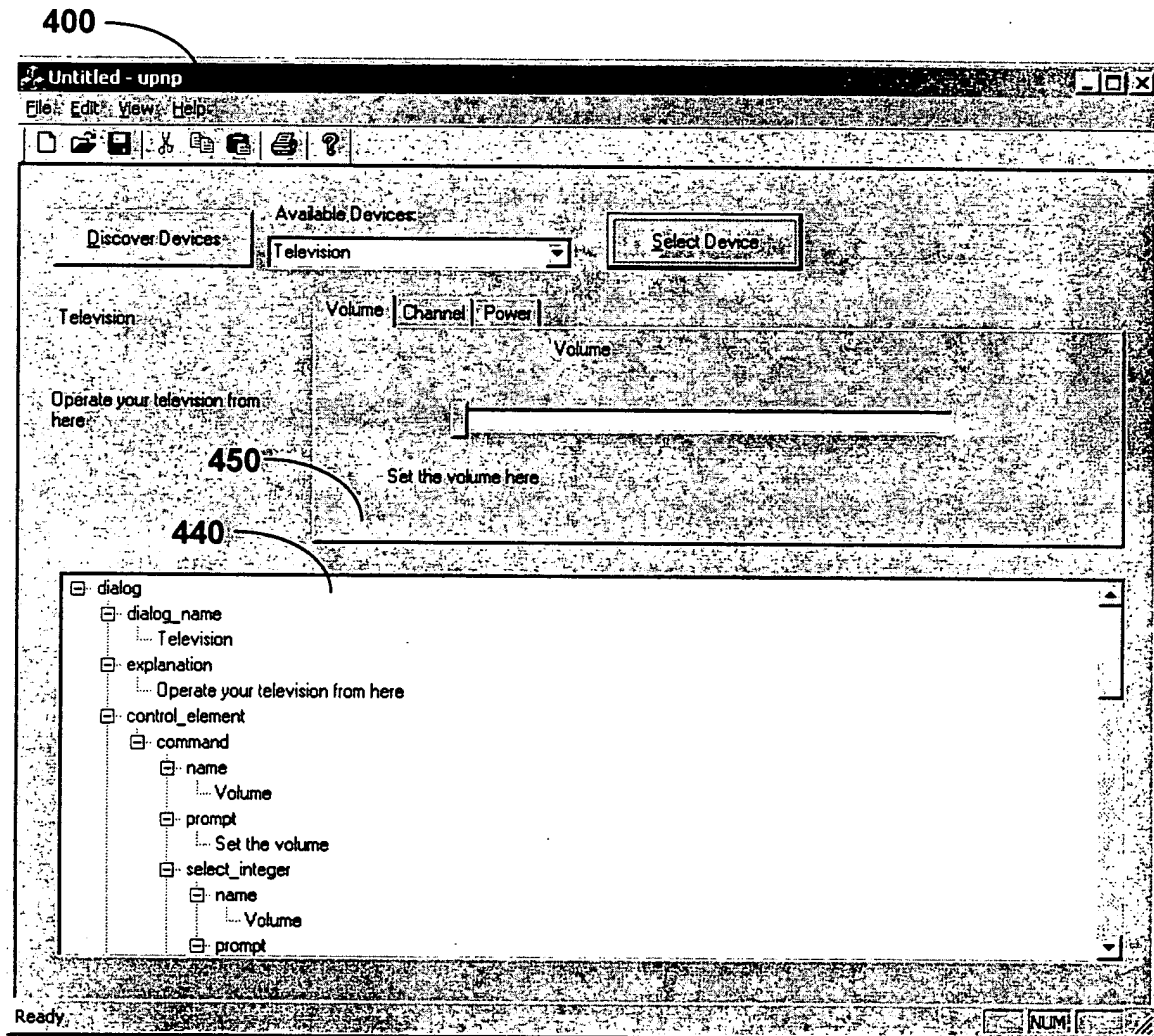 400
Untitled - upnp
File Edit View Help
Discover Devices
Available Devices:
Television
Select Device
Television
Volume Channel Power
Volume
Operate your television from
here
450
Set the volume here
440
dialog
dialog_name
Television
explanation
Operate your television from here
control_element
command
name
Volume
prompt
Set the volume
select_integer
name
Volume
prompt
Ready
NUM